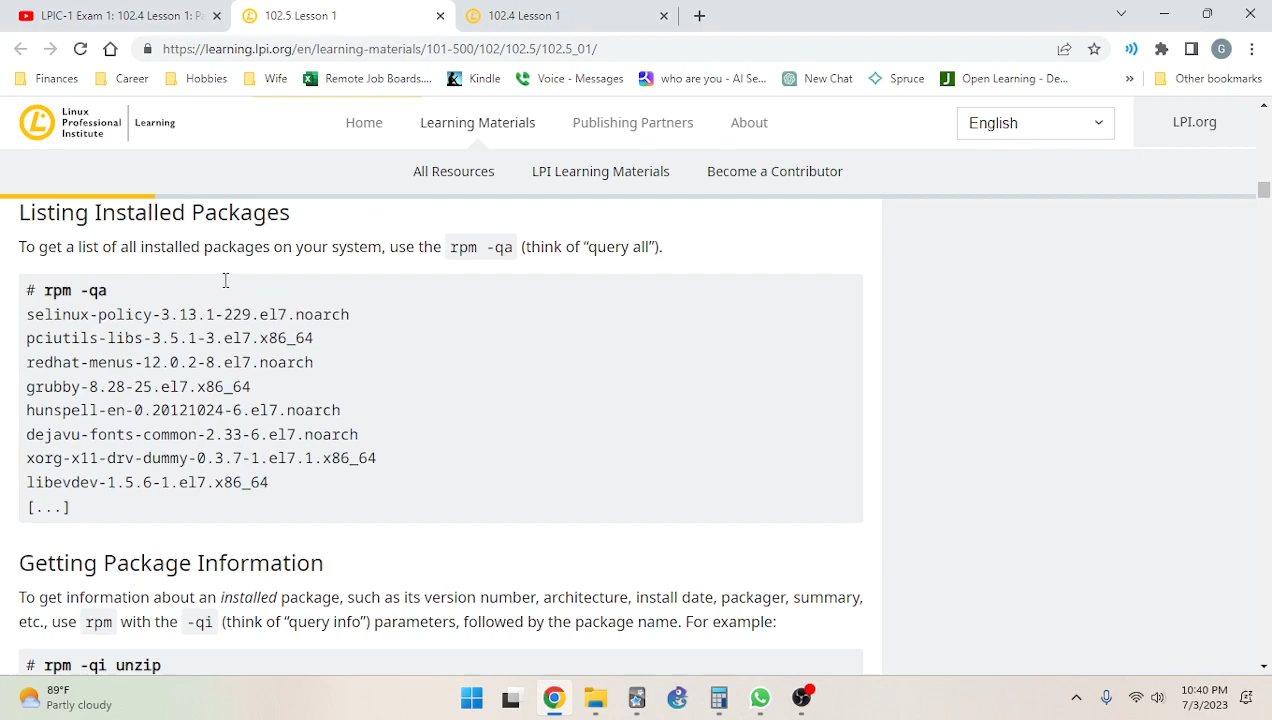 LPIC-1 Exam 1: 102.4 Lesson 1: Pa
102.5 Lesson 1
102.4 Lesson 1
https://learning.lpi.org/en/learning-materials/101-500/102/102.5/102.5_01/
G
Finances
Career
Hobbies
Wife
Remote Job Boards....
Kindle
Voice - Messages
who are you - AI Se...
New Chat
Spruce
Open Learning - De...
»
Other bookmarks
Linux
Professional
Institute
Learning
Home
Learning Materials
Publishing Partners
About
English
LPI.org
All Resources
LPI Learning Materials
Become a Contributor
Listing Installed Packages
To get a list of all installed packages on your system, use the rpm -qa (think of “query all”).
# rpm -qa
selinux-policy-3.13.1-229.el7.noarch
pciutils-libs-3.5.1-3.el7.x86_64
redhat-menus-12.0.2-8.el7.noarch
grubby-8.28-25.el7.x86_64
hunspell-en-0.20121024-6.el7.noarch
dejavu-fonts-common-2.33-6.el7.noarch
xorg-x11-drv-dummy-0.3.7-1.el7.1.x86_64
libevdev-1.5.6-1.el7.x86_64
[...]
Getting Package Information
To get information about an installed package, such as its version number, architecture, install date, packager, summary,
etc., use rpm with the -qi (think of “query info”) parameters, followed by the package name. For example:
# rpm -qi unzip
89°F
Partly cloudy
10:40 PM
7/3/2023